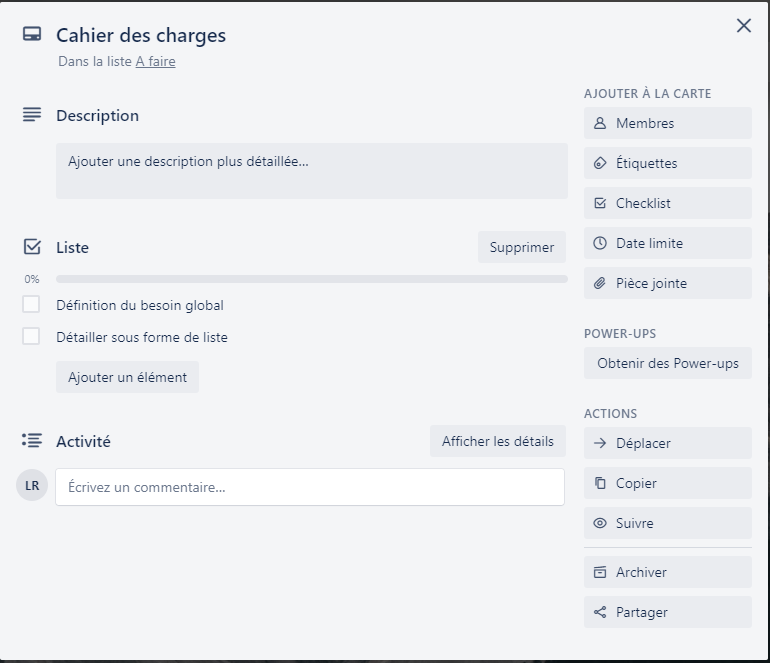 Cahier des charges
Dans la liste A faire
Description
Ajouter une description plus détaillée...
Liste
Supprimer
0%
Définition du besoin global
Détailler sous forme de liste
Ajouter un élément
Activité
Afficher les détails
LR
Écrivez un commentaire...
AJOUTER À LA CARTE
Membres
Étiquettes
Checklist
Date limite
Pièce jointe
POWER-UPS
Obtenir des Power-ups
ACTIONS
Déplacer
Copier
Suivre
Archiver
Partager